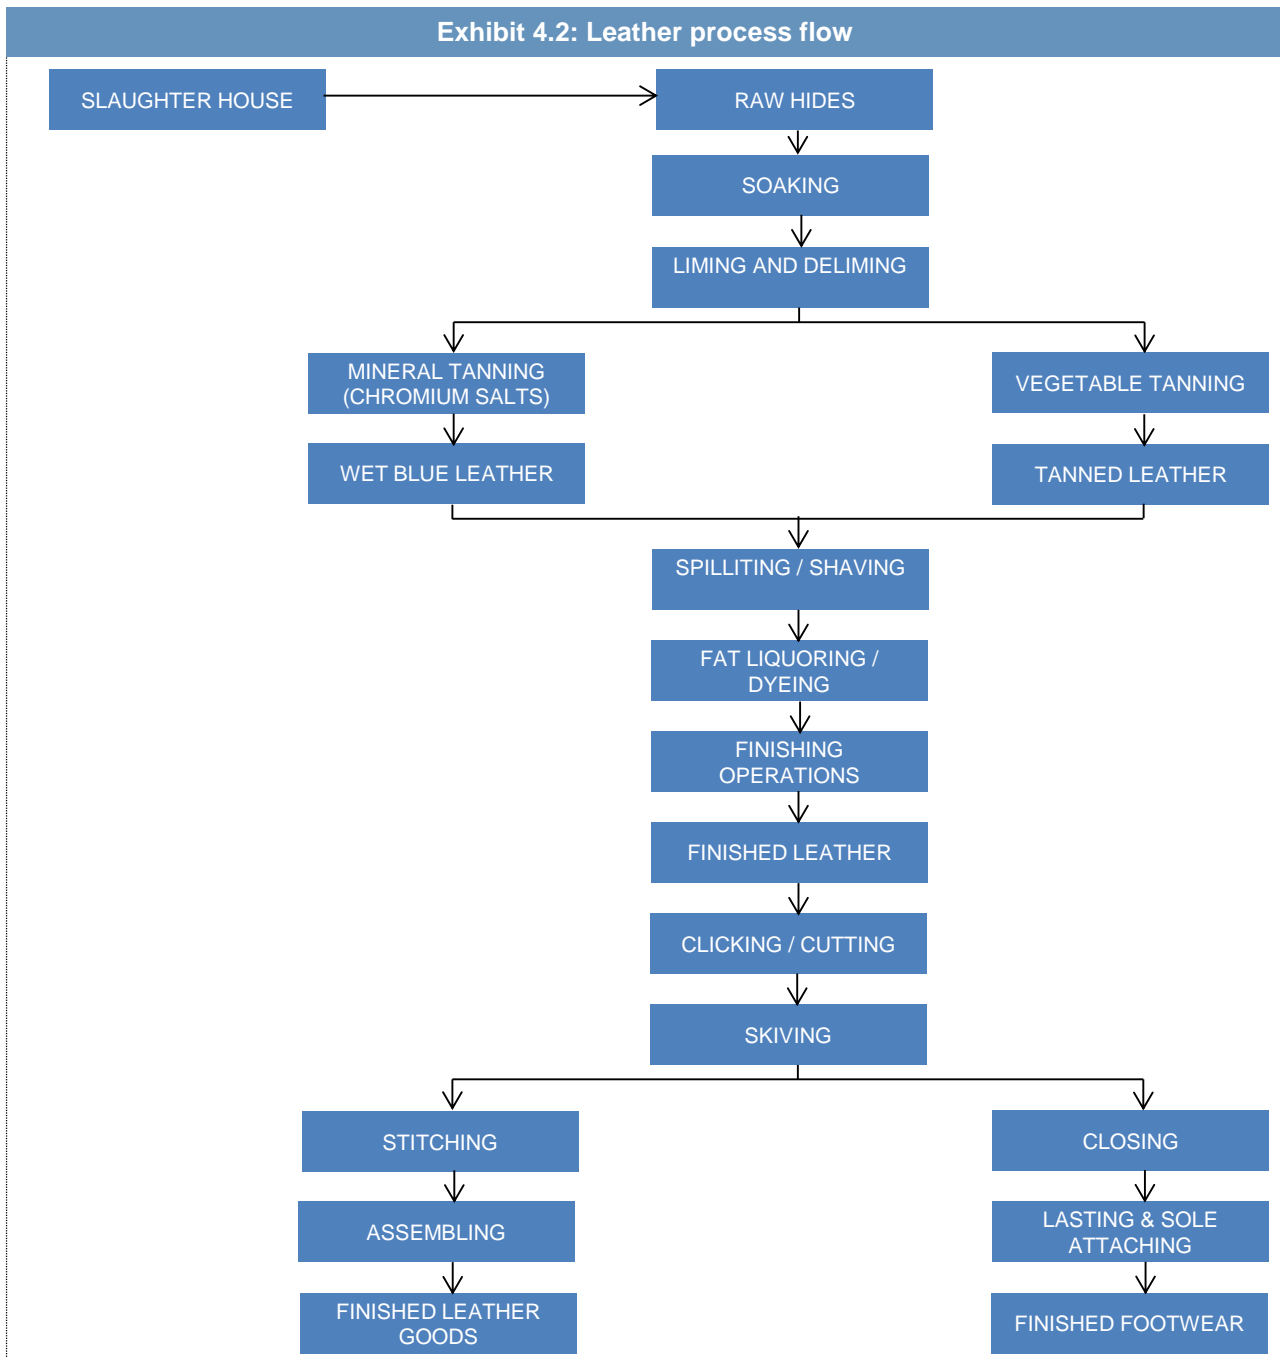 Exhibit 4.2: Leather process flow
SLAUGHTER HOUSE
RAW HIDES
SOAKING
LIMING AND DELIMING
MINERAL TANNING
(CHROMIUM SALTS)
VEGETABLE TANNING
WET BLUE LEATHER
TANNED LEATHER
SPILLITING / SHAVING
FAT LIQUORING /
DYEING
FINISHING
OPERATIONS
FINISHED LEATHER
CLICKING / CUTTING
SKIVING
STITCHING
CLOSING
ASSEMBLING
LASTING & SOLE
ATTACHING
FINISHED LEATHER
GOODS
FINISHED FOOTWEAR